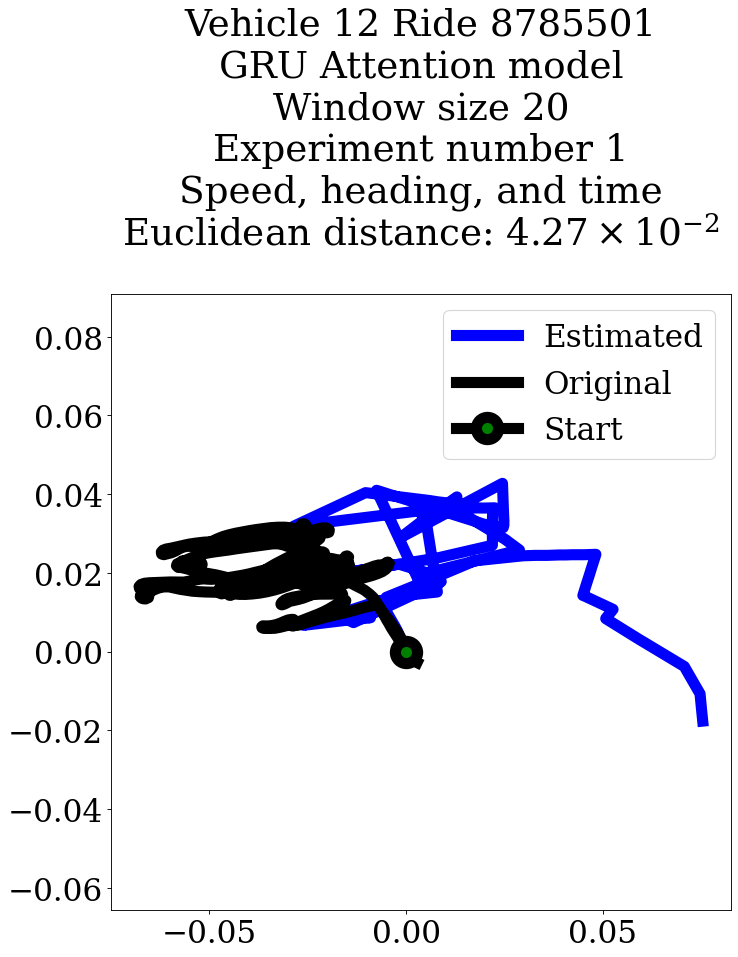 Vehicle 12 Ride 8785501
GRU Attention model
Window size 20
Experiment number 1
Speed, heading, and time
Euclidean distance: 4.27 × 10⁻²
Estimated
Original
Start
0.08
0.06
0.04
0.02
0.00
−0.02
−0.04
−0.06
−0.05 0.00 0.05